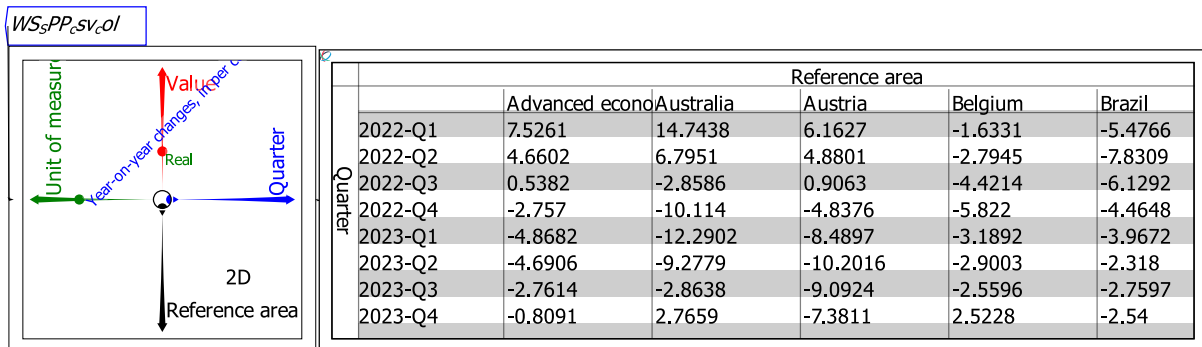 WSSPPcsvcol
Value
Unit of measure
Year-on-year changes, in per c
Real
Quarter
2D
Reference area
Reference area
Quarter
Advanced econo Australia Austria Belgium Brazil
2022-Q1 7.5261 14.7438 6.1627 -1.6331 -5.4766
2022-Q2 4.6602 6.7951 4.8801 -2.7945 -7.8309
2022-Q3 0.5382 -2.8586 0.9063 -4.4214 -6.1292
2022-Q4 -2.757 -10.114 -4.8376 -5.822 -4.4648
2023-Q1 -4.8682 -12.2902 -8.4897 -3.1892 -3.9672
2023-Q2 -4.6906 -9.2779 -10.2016 -2.9003 -2.318
2023-Q3 -2.7614 -2.8638 -9.0924 -2.5596 -2.7597
2023-Q4 -0.8091 2.7659 -7.3811 2.5228 -2.54